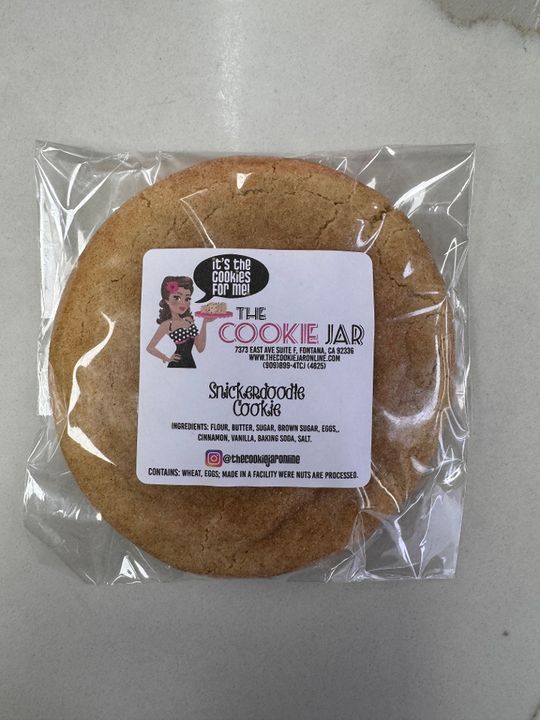 it's the
cookies
for me!
THE
COOKIE JAR
7373 EAST AVE SUITE F, FONTANA, CA 92336
WWW.THECOOKIEJARONLINE.COM
(909)899-4TCJ (4825)
Snickerdoodle
Cookie
INGREDIENTS: FLOUR, BUTTER, SUGAR, BROWN SUGAR, EGGS,,
CINNAMON, VANILLA, BAKING SODA, SALT.
@thecookiejaronline
CONTAINS: WHEAT, EGGS; MADE IN A FACILITY WERE NUTS ARE PROCESSED.